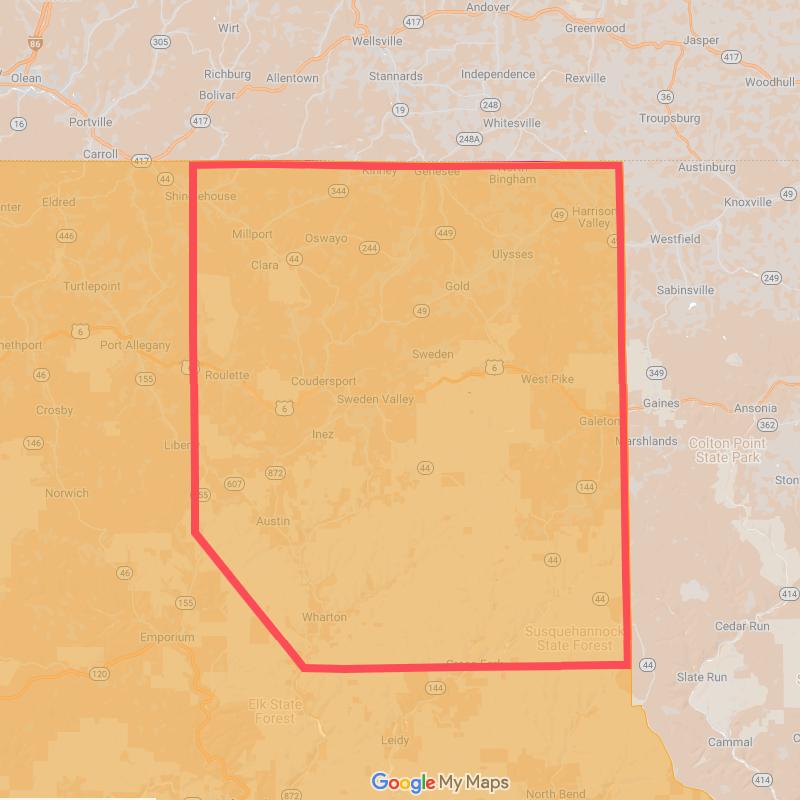 Andover
Wirt
417
Greenwood
305
Wellsville
Jasper
86
417
Olean
Richburg
Allentown
Stannards
Independence
Rexville
Woodhull
Bolivar
36
248
19
Portville
417
Whitesville
Troupsburg
16
248A
Carroll
417
Austinburg
44
Kinney
Genesee
North
Bingham
344
Shinglehouse
Knoxville
49
Eldred
Harrison
Valley
49
446
Millport
Oswayo
449
Westfield
244
Clara
44
Ulysses
249
Turtlepoint
Gold
Sabinsville
49
6
Port Allegany
Sweden
6
349
46
155
Roulette
Coudersport
West Pike
Sweden Valley
Gaines
Ansonia
Crosby
6
Galeton
362
146
Inez
Marshlands
Colton Point
State Park
44
872
607
144
Norwich
Austin
44
46
155
44
414
Wharton
Cedar Run
Emporium
Susquehannock
State Forest
44
120
Slate Run
144
Elk State
Forest
Leidy
Cammal
414
Google My Maps
872
North Bend